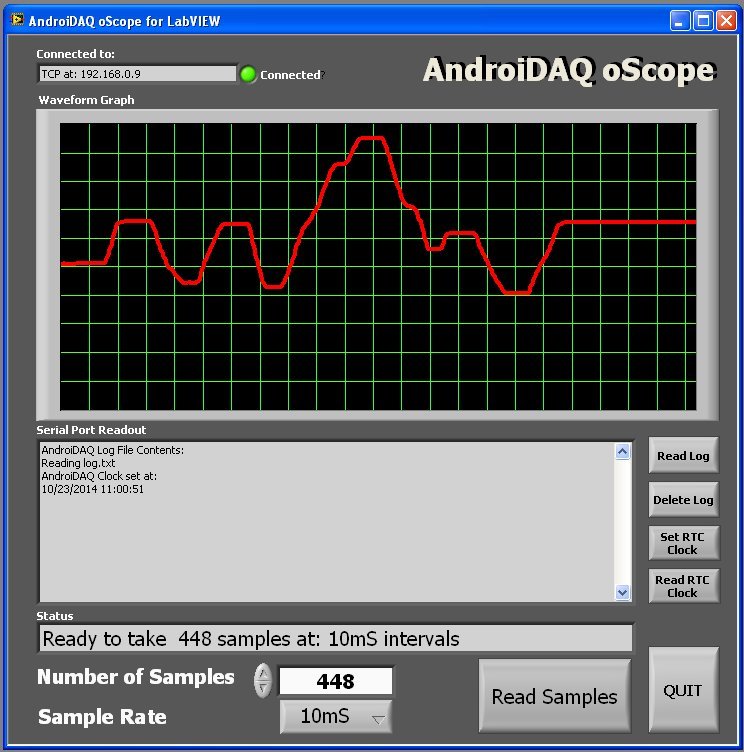 AndroiDAQ oScope for LabVIEW
Connected to:
TCP at: 192.168.0.9
Connected?
AndroiDAQ oScope
Waveform Graph
Serial Port Readout
AndroiDAQ Log File Contents:
Reading log.txt
AndroiDAQ Clock set at:
10/23/2014 11:00:51
Read Log
Delete Log
Set RTC
Clock
Read RTC
Clock
Status
Ready to take  448 samples at: 10mS intervals
Number of Samples
448
Sample Rate
10mS
Read Samples
QUIT